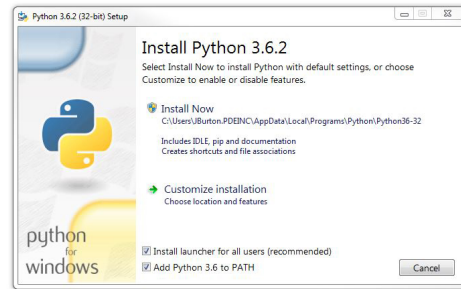 Python 3.6.2 (32-bit) Setup
Install Python 3.6.2
Select Install Now to install Python with default settings, or choose
Customize to enable or disable features.
Install Now
C:\Users\JBurton.PDEINC\AppData\Local\Programs\Python\Python36-32
Includes IDLE, pip and documentation
Creates shortcuts and file associations
Customize installation
Choose location and features
python
for
windows
Install launcher for all users (recommended)
Add Python 3.6 to PATH
Cancel